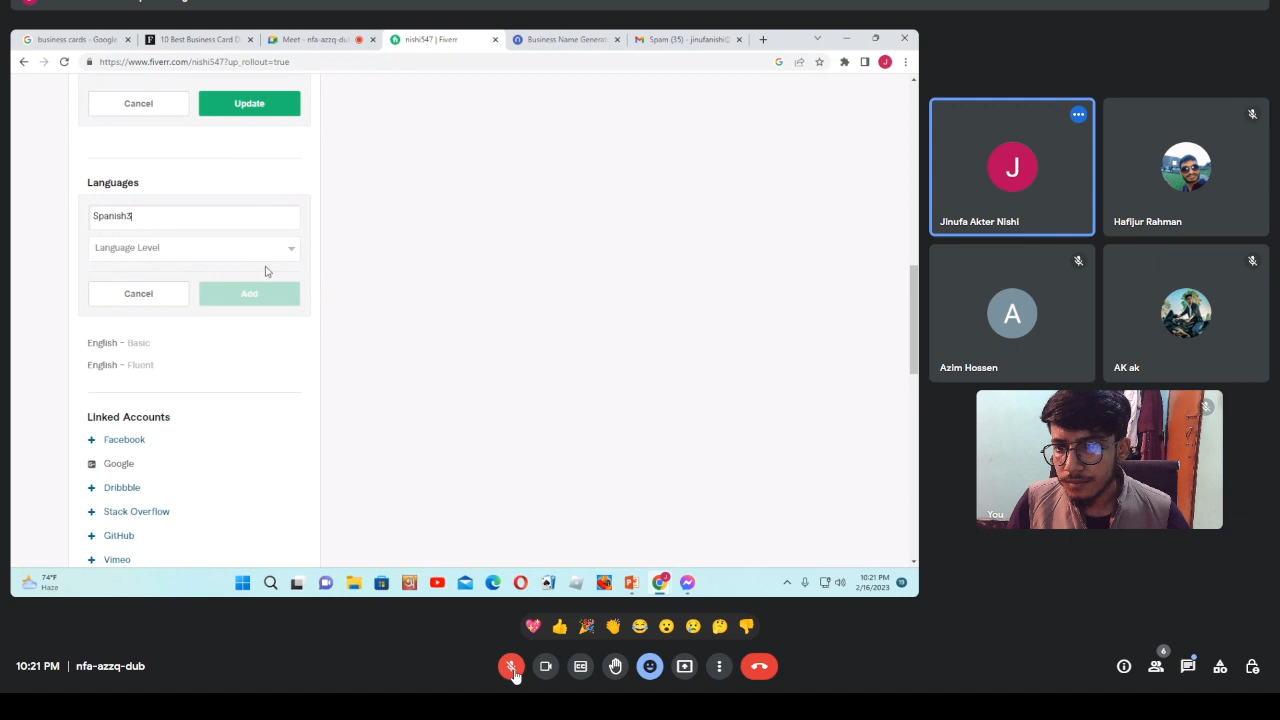 business cards - Google
10 Best Business Card D
Meet - nfa-azzq-dub
nishi547 | Fiverr
Business Name Generat
Spam (35) - jinufanishi@
https://www.fiverr.com/nishi547?up_rollout=true
J
Cancel
Update
Languages
Spanish3
Language Level
Cancel
Add
English - Basic
English - Fluent
Linked Accounts
+ Facebook
Google
+ Dribbble
+ Stack Overflow
+ GitHub
+ Vimeo
74°F
Haze
10:21 PM
2/16/2023
J
Jinufa Akter Nishi
Hafijur Rahman
A
Azim Hossen
AK ak
You
10:21 PM | nfa-azzq-dub
6